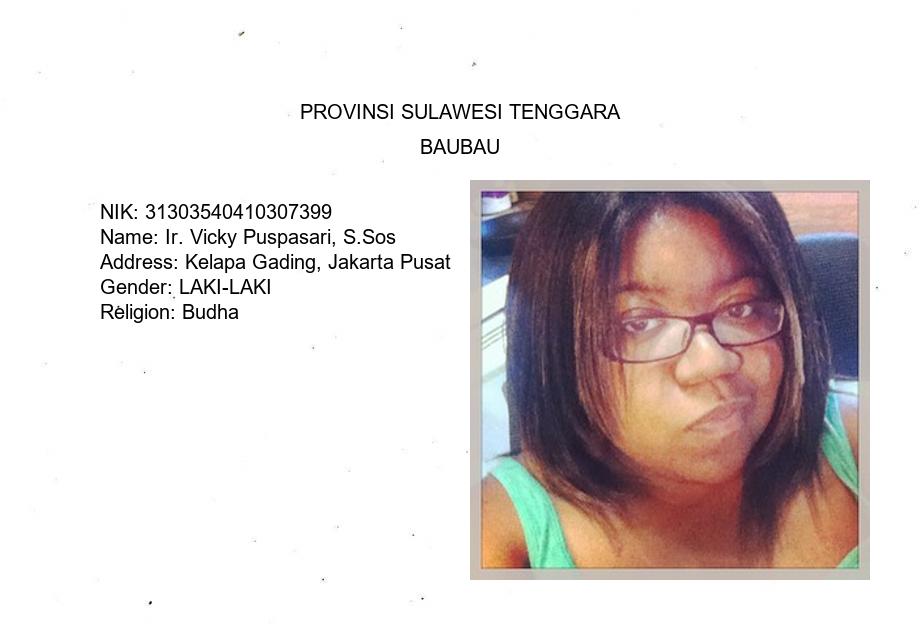 PROVINSI SULAWESI TENGGARA
BAUBAU
NIK: 31303540410307399
Name: Ir. Vicky Puspasari, S.Sos
Address: Kelapa Gading, Jakarta Pusat
Gender: LAKI-LAKI
Religion: Budha